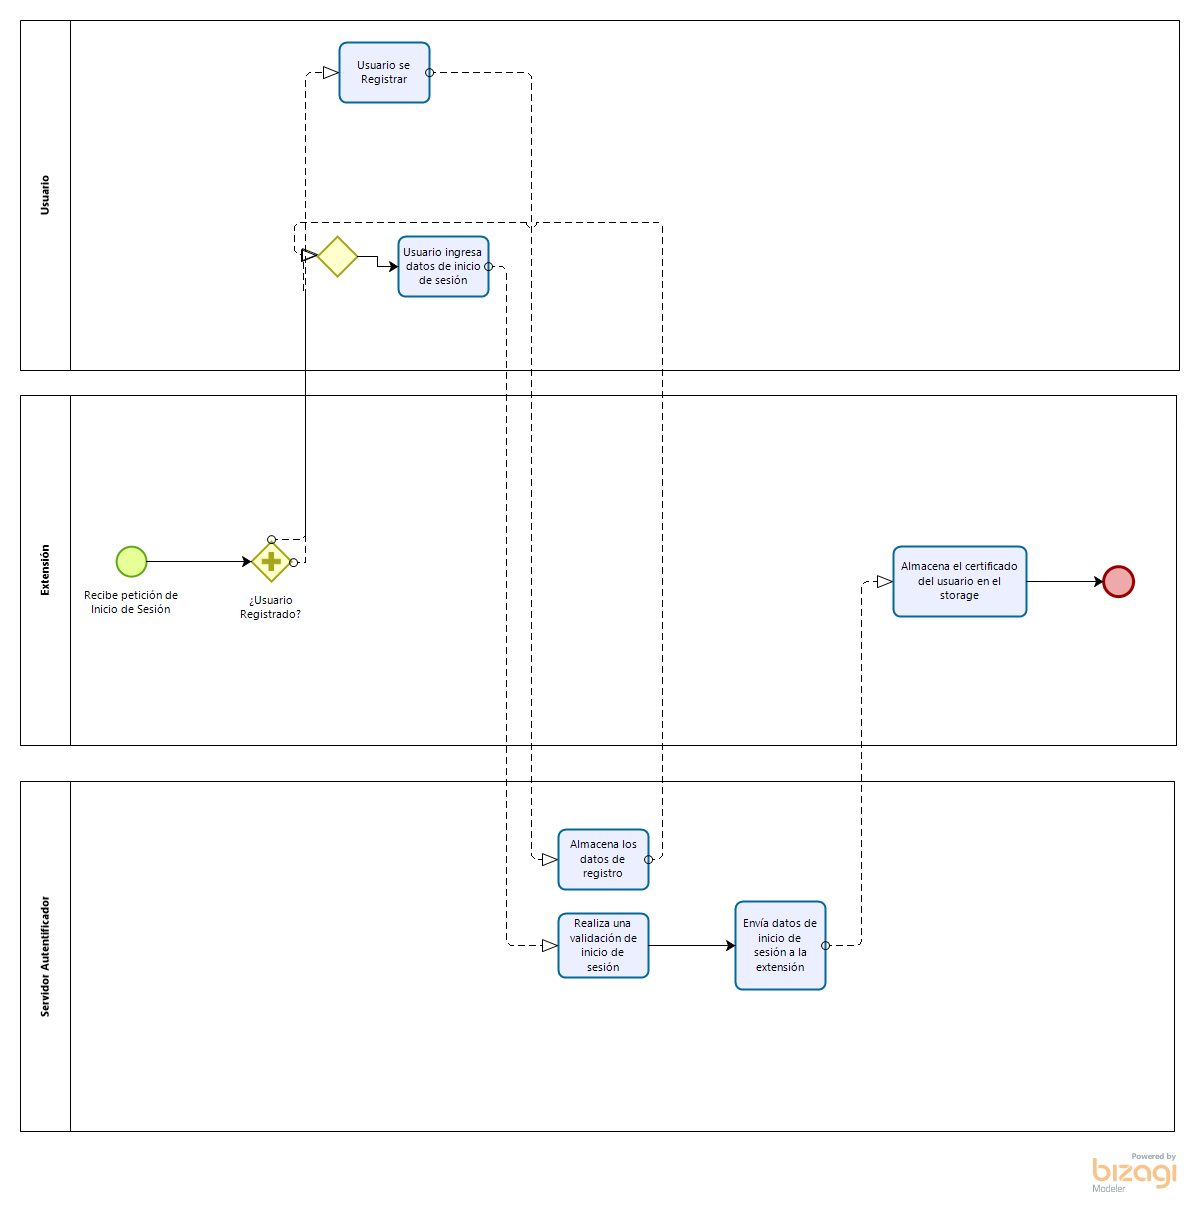 Usuario
Usuario se
Registrar
Usuario ingresa
datos de inicio
de sesión
Extensión
Recibe petición de
Inicio de Sesión
¿Usuario
Registrado?
Almacena el certificado
del usuario en el
storage
Servidor Autentificador
Almacena los
datos de
registro
Realiza una
validación de
inicio de
sesión
Envía datos de
inicio de
sesión a la
extensión
Powered by
bizagi
Modeler